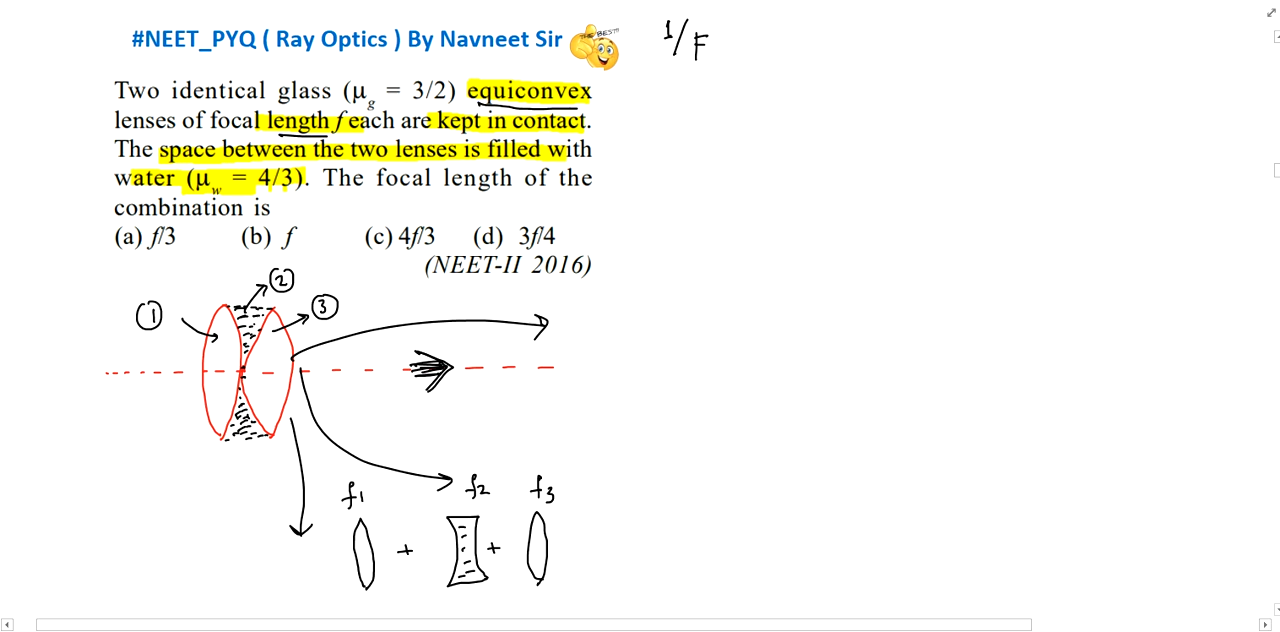 #NEET_PYQ ( Ray Optics ) By Navneet Sir
THE BEST!!
1/F
Two identical glass (μg = 3/2) equiconvex
lenses of focal length f each are kept in contact.
The space between the two lenses is filled with
water (μw = 4/3). The focal length of the
combination is
(a) f/3 (b) f (c) 4f/3 (d) 3f/4
(NEET-II 2016)
①
②
③
f1 f2 f3
+ +